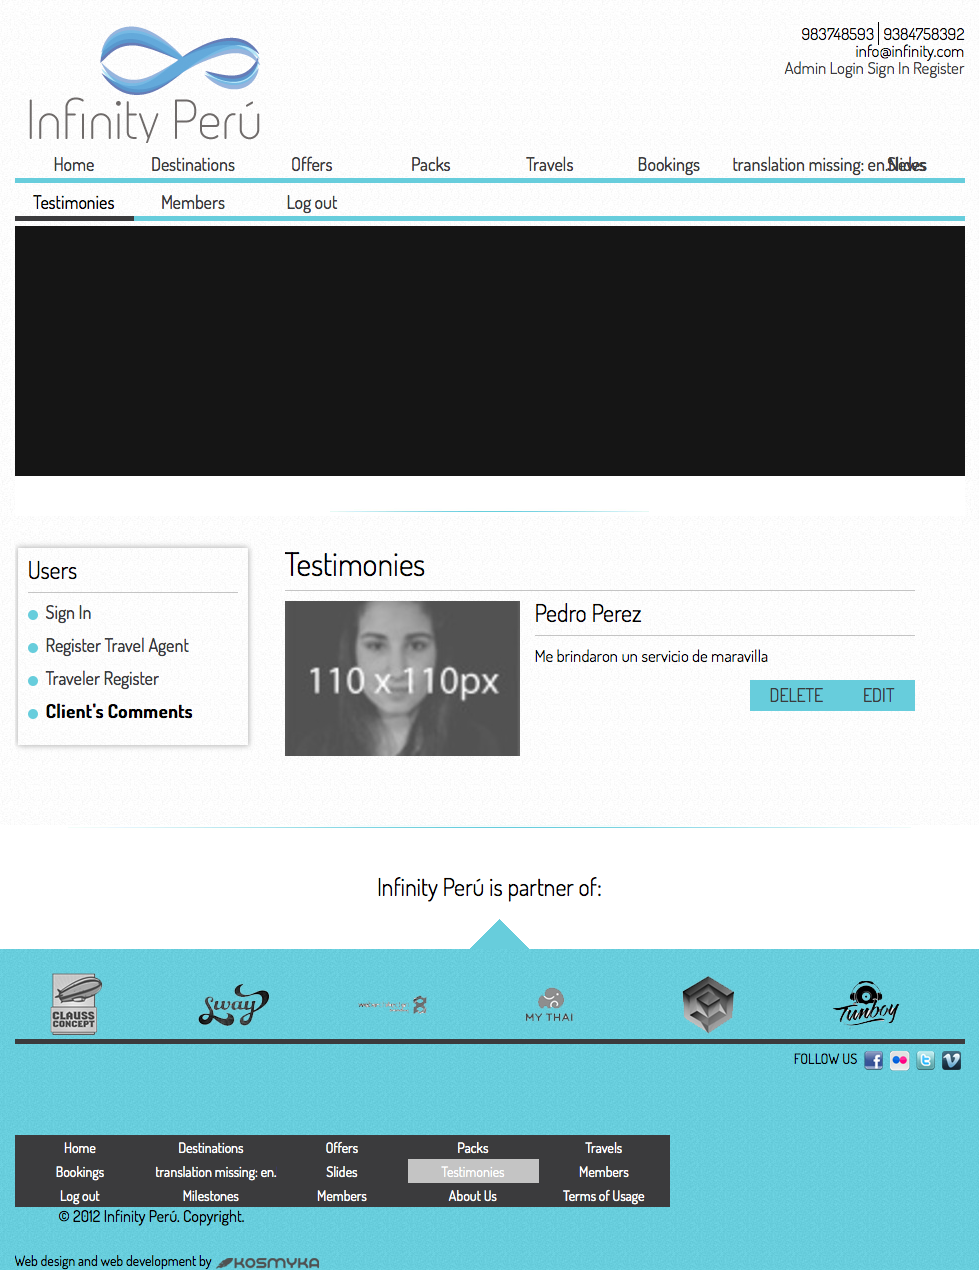 983748593 | 9384758392
info@infinity.com
Admin Login Sign In Register
Infinity Perú
Home Destinations Offers Packs Travels Bookings translation missing: en. Slides
Testimonies Members Log out
Users
Sign In
Register Travel Agent
Traveler Register
Client's Comments
Testimonies
110 x 110px
Pedro Perez
Me brindaron un servicio de maravilla
DELETE EDIT
Infinity Perú is partner of:
CLAUSS CONCEPT
Sway
MY THAI
Tunboy
FOLLOW US
Home Destinations Offers Packs Travels
Bookings translation missing: en. Slides Testimonies Members
Log out Milestones Members About Us Terms of Usage
© 2012 Infinity Perú. Copyright.
Web design and web development by KOSMYKA